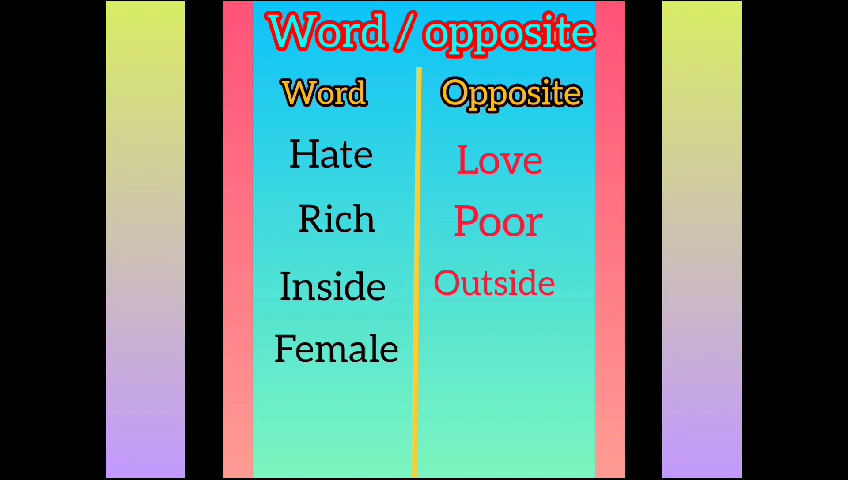 Word / opposite
Word Opposite
Hate Love
Rich Poor
Inside Outside
Female